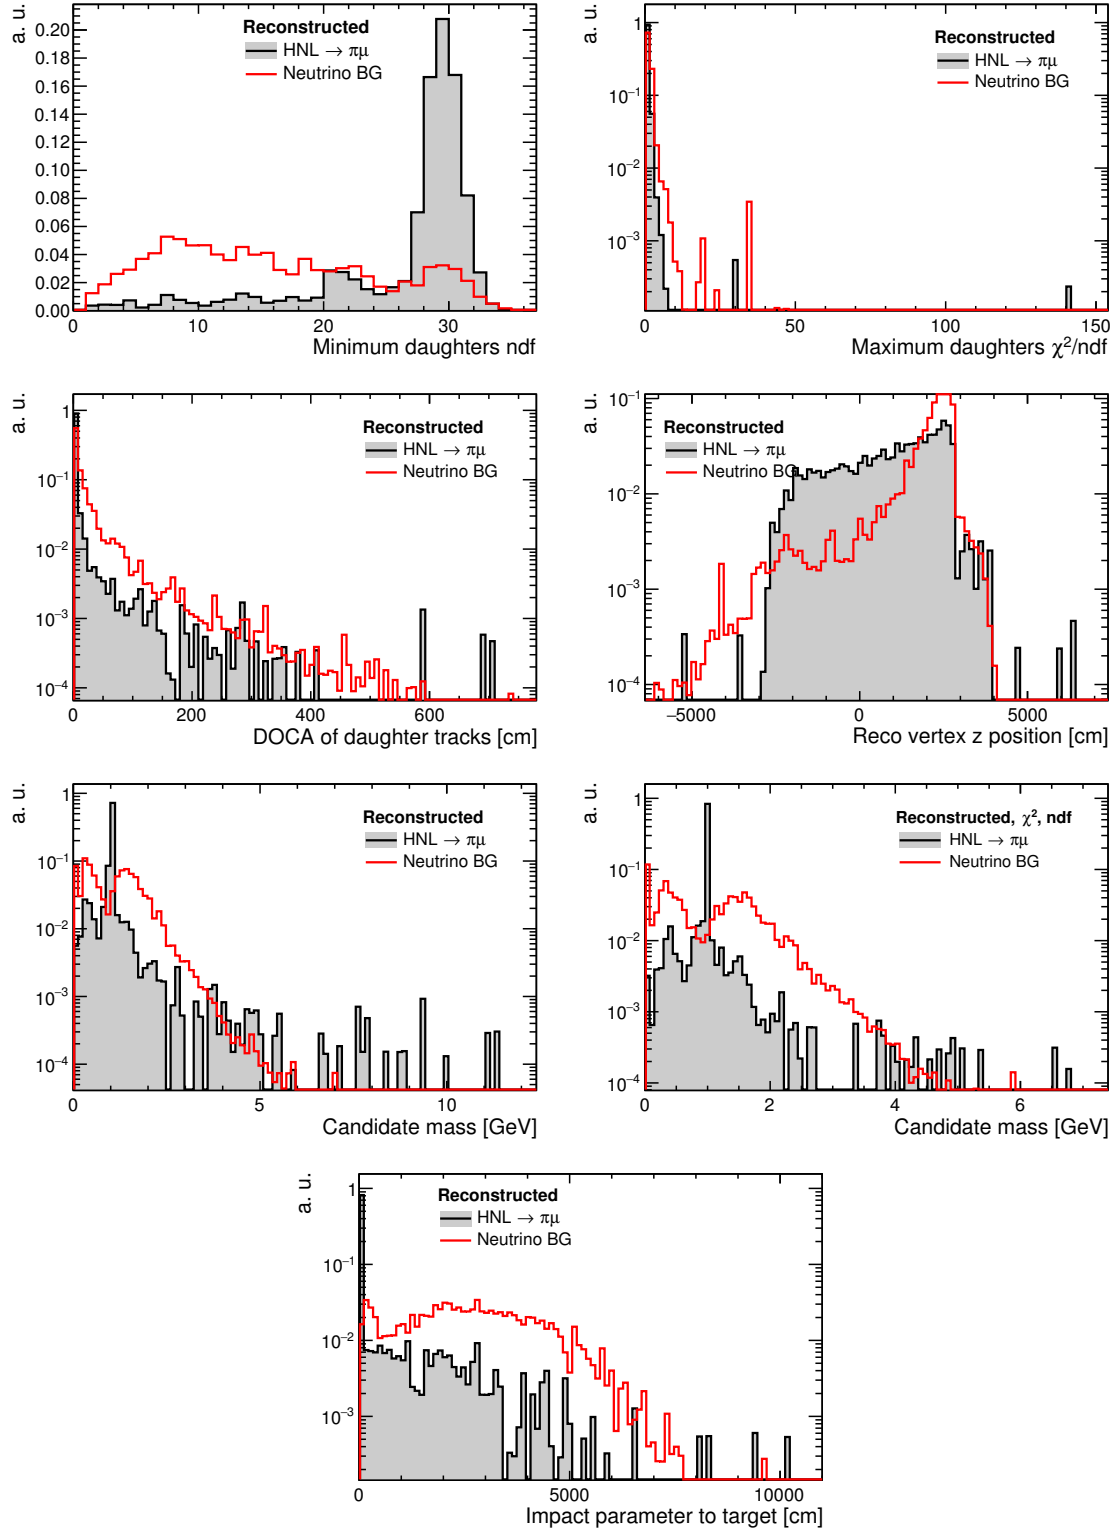 a. u.
Reconstructed
HNL → πμ
Neutrino BG
0.20
0.18
0.16
0.14
0.12
0.10
0.08
0.06
0.04
0.02
0.00
0 10 20 30
Minimum daughters ndf
a. u.
Reconstructed
HNL → πμ
Neutrino BG
1
10⁻¹
10⁻²
10⁻³
0 50 100 150
Maximum daughters χ²/ndf
a. u.
Reconstructed
HNL → πμ
Neutrino BG
1
10⁻¹
10⁻²
10⁻³
10⁻⁴
0 200 400 600
DOCA of daughter tracks [cm]
a. u.
Reconstructed
HNL → πμ
Neutrino BG
10⁻¹
10⁻²
10⁻³
10⁻⁴
−5000 0 5000
Reco vertex z position [cm]
a. u.
Reconstructed
HNL → πμ
Neutrino BG
1
10⁻¹
10⁻²
10⁻³
10⁻⁴
0 5 10
Candidate mass [GeV]
a. u.
Reconstructed, χ², ndf
HNL → πμ
Neutrino BG
1
10⁻¹
10⁻²
10⁻³
10⁻⁴
0 2 4 6
Candidate mass [GeV]
a. u.
Reconstructed
HNL → πμ
Neutrino BG
1
10⁻¹
10⁻²
10⁻³
0 5000 10000
Impact parameter to target [cm]